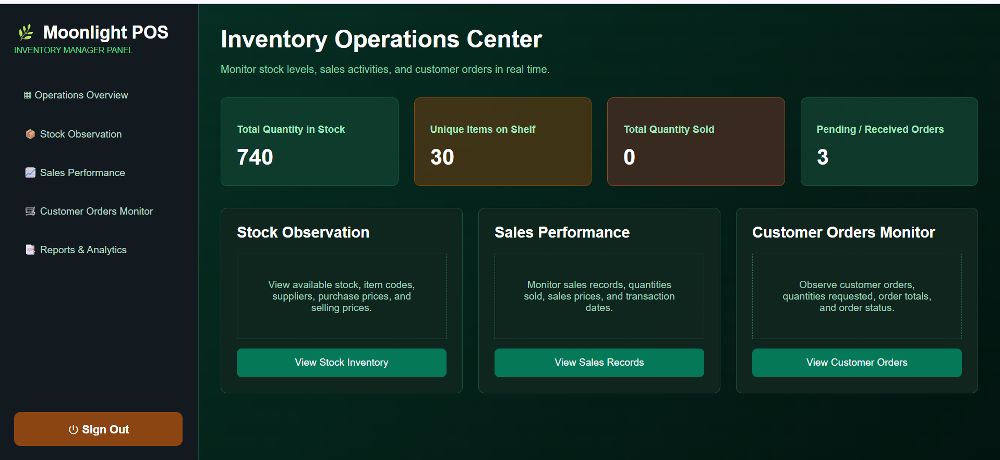 Moonlight POS
INVENTORY MANAGER PANEL
Operations Overview
Stock Observation
Sales Performance
Customer Orders Monitor
Reports & Analytics
Sign Out
Inventory Operations Center
Monitor stock levels, sales activities, and customer orders in real time.
Total Quantity in Stock
740
Unique Items on Shelf
30
Total Quantity Sold
0
Pending / Received Orders
3
Stock Observation
View available stock, item codes,
suppliers, purchase prices, and
selling prices.
View Stock Inventory
Sales Performance
Monitor sales records, quantities
sold, sales prices, and transaction
dates.
View Sales Records
Customer Orders Monitor
Observe customer orders,
quantities requested, order totals,
and order status.
View Customer Orders